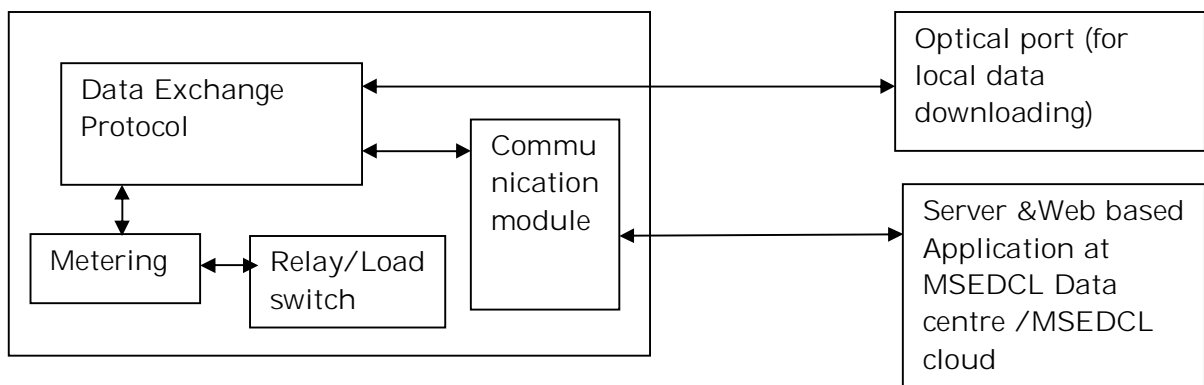 Data Exchange
Protocol
Commu
nication
module
Metering
Relay/Load
switch
Optical port (for
local data
downloading)
Server &Web based
Application at
MSEDCL Data
centre /MSEDCL
cloud